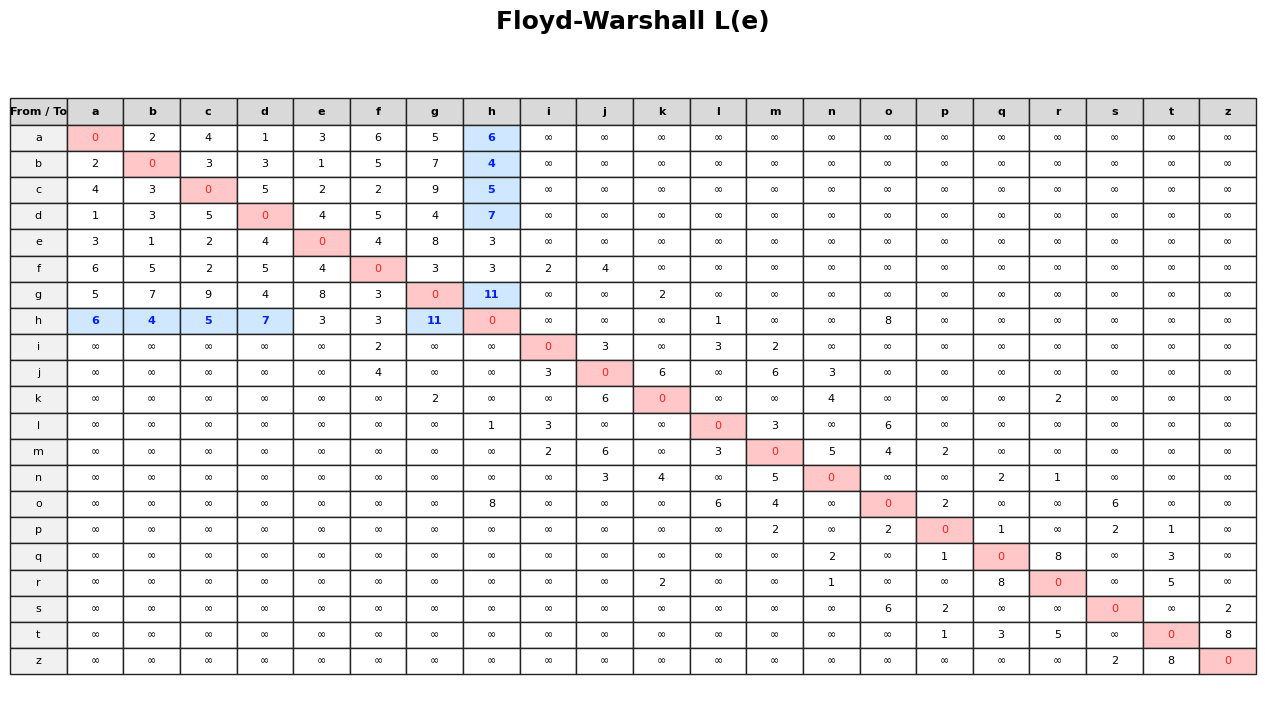 Floyd-Warshall L(e)
From / To a b c d e f g h i j k l m n o p q r s t z
a 0 2 4 1 3 6 5 6 ∞ ∞ ∞ ∞ ∞ ∞ ∞ ∞ ∞ ∞ ∞ ∞ ∞
b 2 0 3 3 1 5 7 4 ∞ ∞ ∞ ∞ ∞ ∞ ∞ ∞ ∞ ∞ ∞ ∞ ∞
c 4 3 0 5 2 2 9 5 ∞ ∞ ∞ ∞ ∞ ∞ ∞ ∞ ∞ ∞ ∞ ∞ ∞
d 1 3 5 0 4 5 4 7 ∞ ∞ ∞ ∞ ∞ ∞ ∞ ∞ ∞ ∞ ∞ ∞ ∞
e 3 1 2 4 0 4 8 3 ∞ ∞ ∞ ∞ ∞ ∞ ∞ ∞ ∞ ∞ ∞ ∞ ∞
f 6 5 2 5 4 0 3 3 2 4 ∞ ∞ ∞ ∞ ∞ ∞ ∞ ∞ ∞ ∞ ∞
g 5 7 9 4 8 3 0 11 ∞ ∞ 2 ∞ ∞ ∞ ∞ ∞ ∞ ∞ ∞ ∞ ∞
h 6 4 5 7 3 3 11 0 ∞ ∞ ∞ 1 ∞ ∞ 8 ∞ ∞ ∞ ∞ ∞ ∞
i ∞ ∞ ∞ ∞ ∞ 2 ∞ ∞ 0 3 ∞ 3 2 ∞ ∞ ∞ ∞ ∞ ∞ ∞ ∞
j ∞ ∞ ∞ ∞ ∞ 4 ∞ ∞ 3 0 6 ∞ 6 3 ∞ ∞ ∞ ∞ ∞ ∞ ∞
k ∞ ∞ ∞ ∞ ∞ ∞ 2 ∞ ∞ 6 0 ∞ ∞ 4 ∞ ∞ ∞ 2 ∞ ∞ ∞
l ∞ ∞ ∞ ∞ ∞ ∞ ∞ 1 3 ∞ ∞ 0 3 ∞ 6 ∞ ∞ ∞ ∞ ∞ ∞
m ∞ ∞ ∞ ∞ ∞ ∞ ∞ ∞ 2 6 ∞ 3 0 5 4 2 ∞ ∞ ∞ ∞ ∞
n ∞ ∞ ∞ ∞ ∞ ∞ ∞ ∞ ∞ 3 4 ∞ 5 0 ∞ ∞ 2 1 ∞ ∞ ∞
o ∞ ∞ ∞ ∞ ∞ ∞ ∞ 8 ∞ ∞ ∞ 6 4 ∞ 0 2 ∞ ∞ 6 ∞ ∞
p ∞ ∞ ∞ ∞ ∞ ∞ ∞ ∞ ∞ ∞ ∞ ∞ 2 ∞ 2 0 1 ∞ 2 1 ∞
q ∞ ∞ ∞ ∞ ∞ ∞ ∞ ∞ ∞ ∞ ∞ ∞ ∞ 2 ∞ 1 0 8 ∞ 3 ∞
r ∞ ∞ ∞ ∞ ∞ ∞ ∞ ∞ ∞ ∞ 2 ∞ ∞ 1 ∞ ∞ 8 0 ∞ 5 ∞
s ∞ ∞ ∞ ∞ ∞ ∞ ∞ ∞ ∞ ∞ ∞ ∞ ∞ ∞ 6 2 ∞ ∞ 0 ∞ 2
t ∞ ∞ ∞ ∞ ∞ ∞ ∞ ∞ ∞ ∞ ∞ ∞ ∞ ∞ ∞ 1 3 5 ∞ 0 8
z ∞ ∞ ∞ ∞ ∞ ∞ ∞ ∞ ∞ ∞ ∞ ∞ ∞ ∞ ∞ ∞ ∞ ∞ 2 8 0